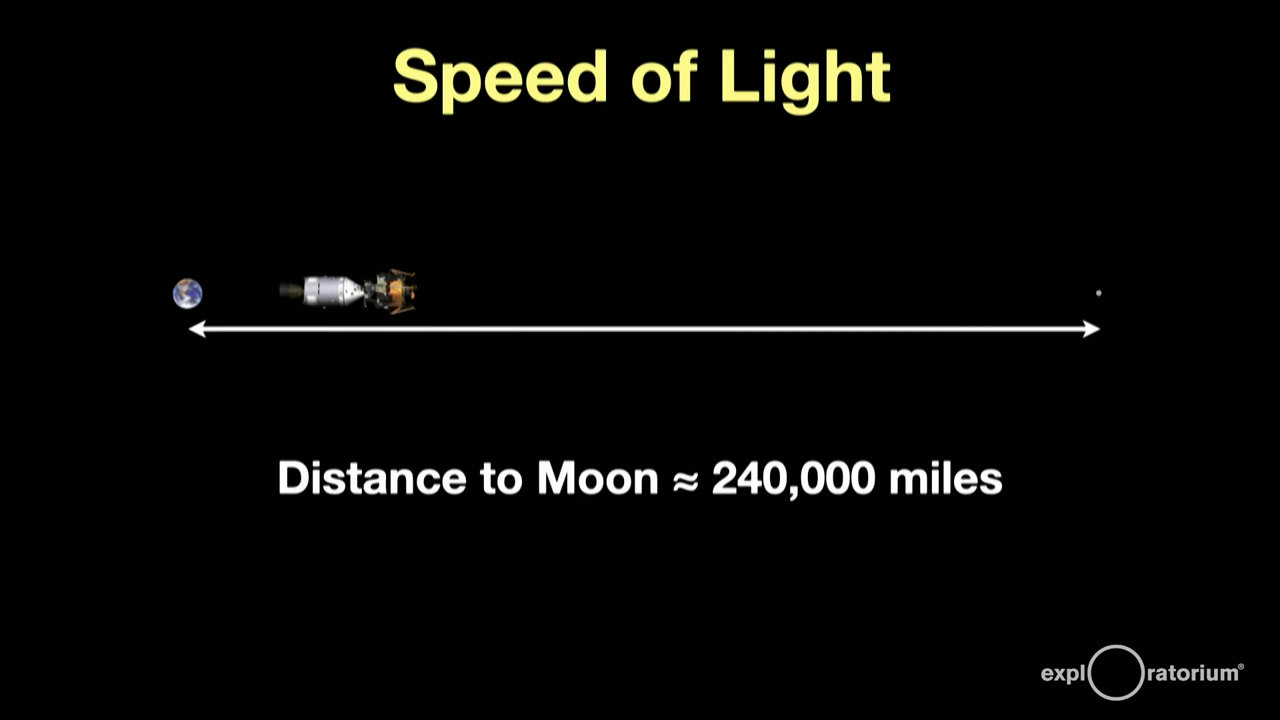 Speed of Light
Distance to Moon ≈ 240,000 miles
expl○ratorium®